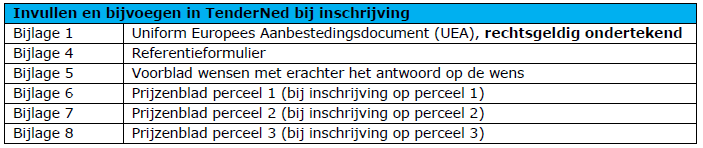 Invullen en bijvoegen in TenderNed bij inschrijving
Bijlage 1 Uniform Europees Aanbestedingsdocument (UEA), rechtsgeldig ondertekend
Bijlage 4 Referentieformulier
Bijlage 5 Voorblad wensen met erachter het antwoord op de wens
Bijlage 6 Prijzenblad perceel 1 (bij inschrijving op perceel 1)
Bijlage 7 Prijzenblad perceel 2 (bij inschrijving op perceel 2)
Bijlage 8 Prijzenblad perceel 3 (bij inschrijving op perceel 3)